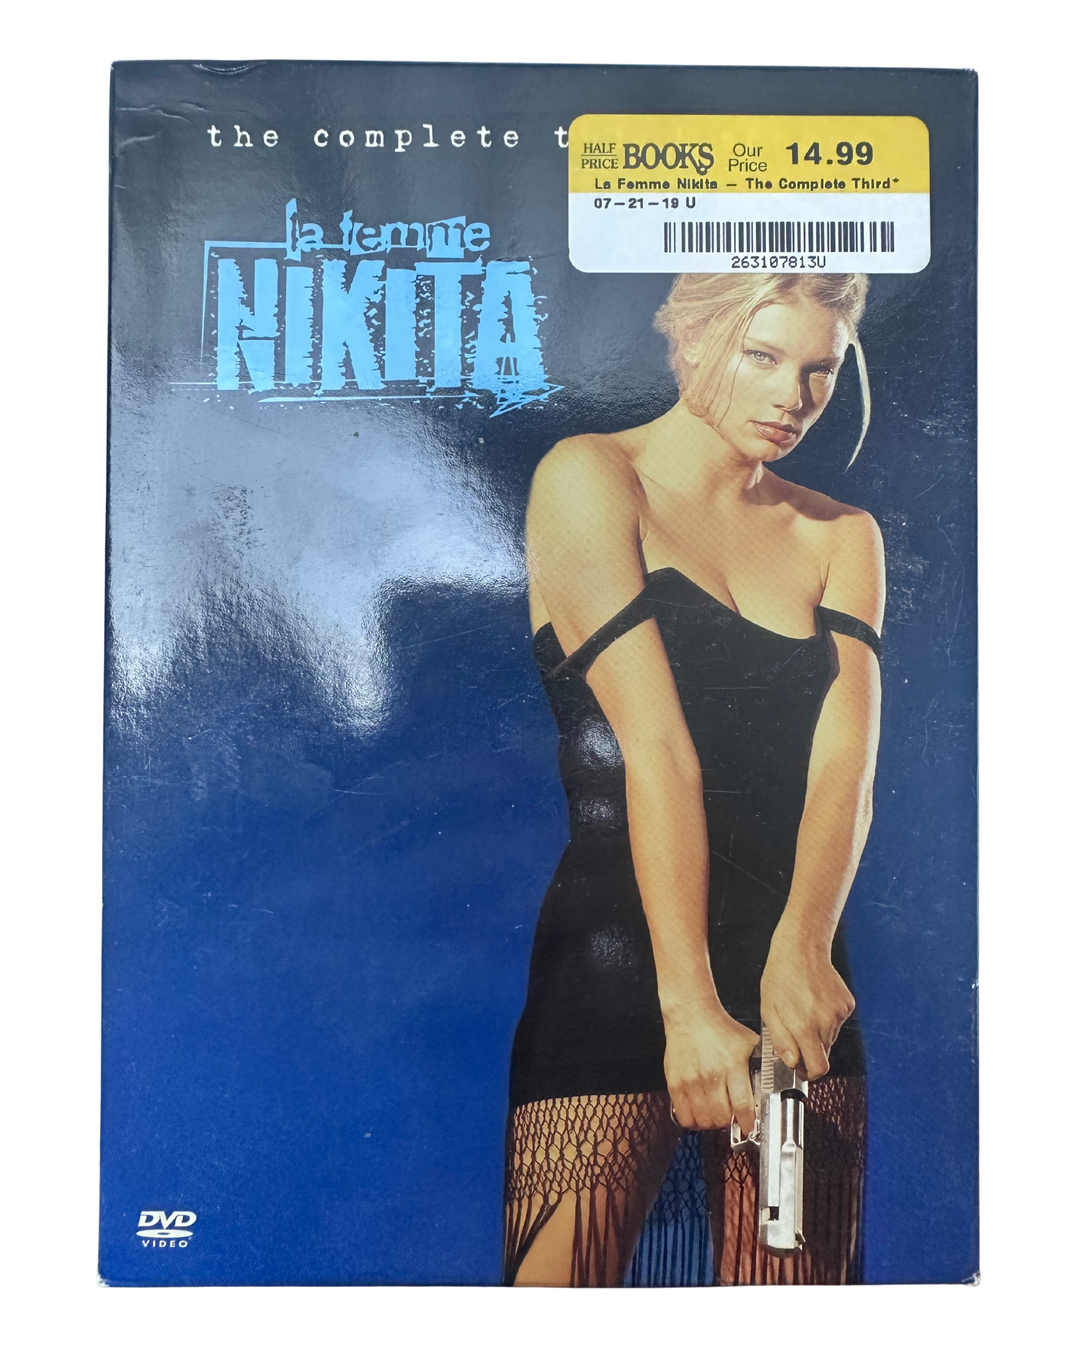 the complete t
HALF PRICE BOOKS Our Price 14.99
La Femme Nikita — The Complete Third*
07-21-19 U
263107813U
la femme
NIKITA
DVD
VIDEO